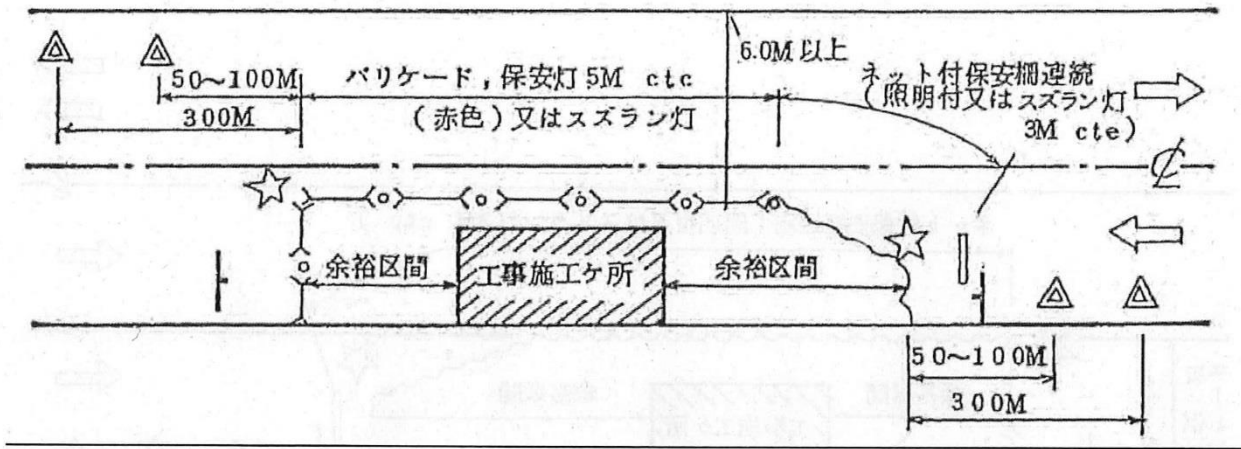 6.0M 以上
50〜100M
バリケード，保安灯 5M ctc
ネット付保安柵連続
300M
（赤色）又はスズラン灯
（照明付又はスズラン灯
3M cte）
℄
余裕区間
工事施工ケ所
余裕区間
50〜100M
300M